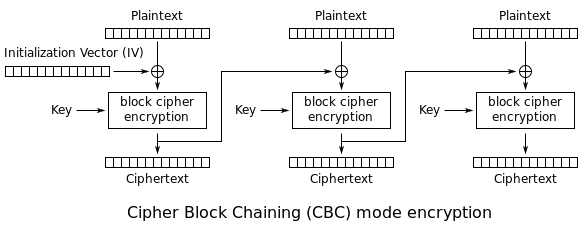 Plaintext
Plaintext
Plaintext
Initialization Vector (IV)
Key
block cipher
encryption
Key
block cipher
encryption
Key
block cipher
encryption
Ciphertext
Ciphertext
Ciphertext
Cipher Block Chaining (CBC) mode encryption